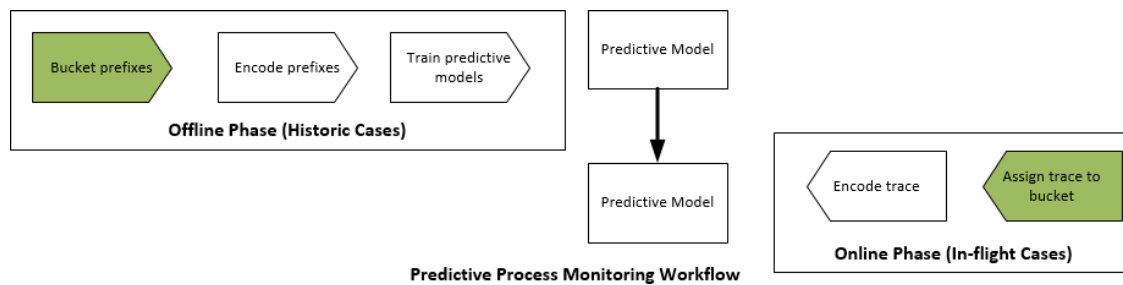 Bucket prefixes
Encode prefixes
Train predictive
models
Offline Phase (Historic Cases)
Predictive Model
Predictive Model
Encode trace
Assign trace to
bucket
Online Phase (In-flight Cases)
Predictive Process Monitoring Workflow